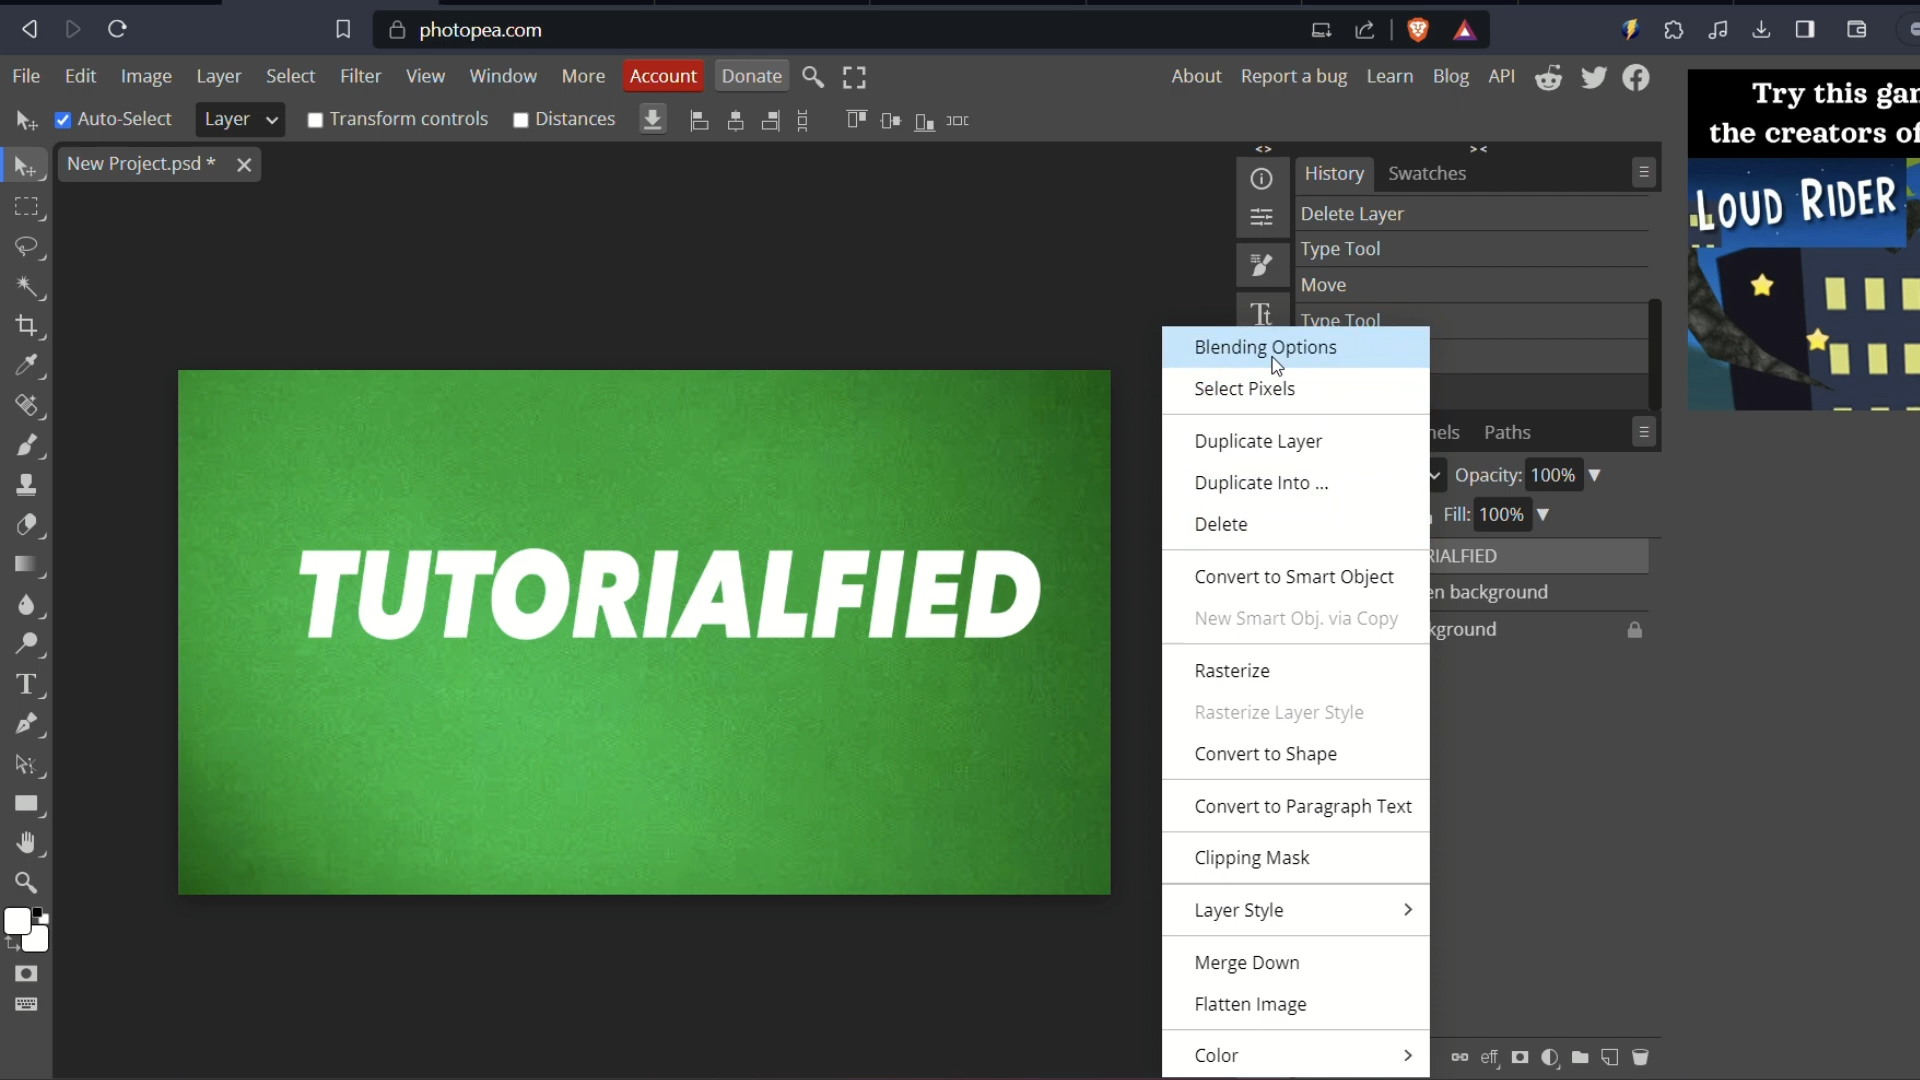 photopea.com
File Edit Image Layer Select Filter View Window More Account Donate
About Report a bug Learn Blog API
Try this gam
the creators of
LOUD RIDER
Auto-Select Layer Transform controls Distances
New Project.psd *
History Swatches
Delete Layer
Type Tool
Move
Type Tool
Blending Options
Select Pixels
Duplicate Layer
Duplicate Into ...
Delete
Convert to Smart Object
New Smart Obj. via Copy
Rasterize
Rasterize Layer Style
Convert to Shape
Convert to Paragraph Text
Clipping Mask
Layer Style
Merge Down
Flatten Image
Color
nels Paths
Opacity: 100%
Fill: 100%
RIALFIED
en background
kground
TUTORIALFIED
eff